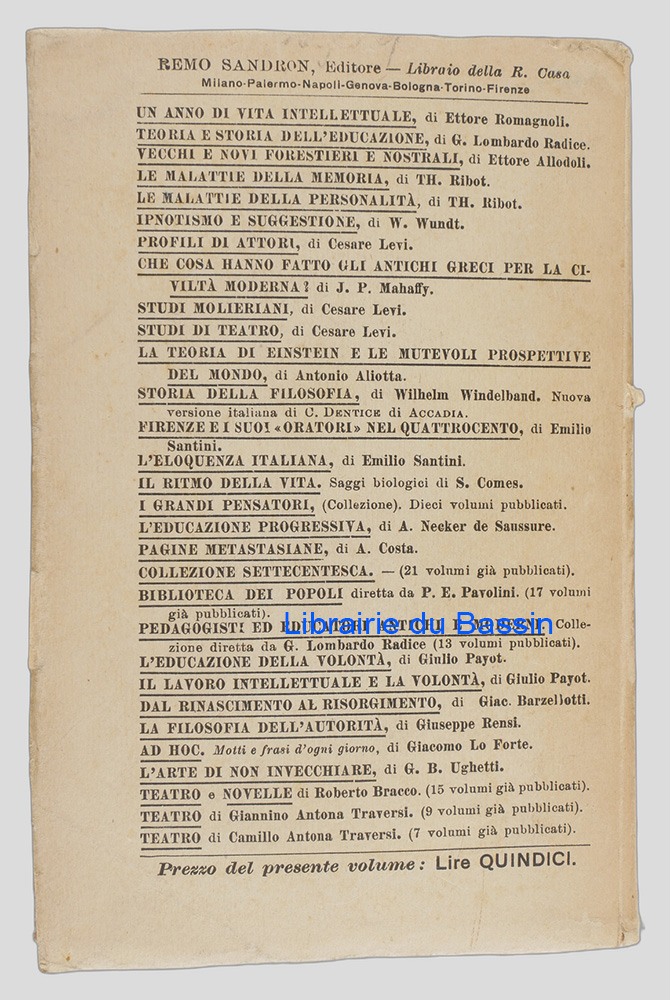 REMO SANDRON, Editore — Libraio della R. Casa
Milano-Palermo-Napoli-Genova-Bologna-Torino-Firenze
UN ANNO DI VITA INTELLETTUALE, di Ettore Romagnoli.
TEORIA E STORIA DELL'EDUCAZIONE, di G. Lombardo Radice.
VECCHI E NOVI FORESTIERI E NOSTRALI, di Ettore Allodoli.
LE MALATTIE DELLA MEMORIA, di TH. Ribot.
LE MALATTIE DELLA PERSONALITÀ, di TH. Ribot.
IPNOTISMO E SUGGESTIONE, di W. Wundt.
PROFILI DI ATTORI, di Cesare Levi.
CHE COSA HANNO FATTO GLI ANTICHI GRECI PER LA CI-
VILTÀ MODERNA? di J. P. Mahaffy.
STUDI MOLIERIANI, di Cesare Levi.
STUDI DI TEATRO, di Cesare Levi.
LA TEORIA DI EINSTEIN E LE MUTEVOLI PROSPETTIVE
DEL MONDO, di Antonio Aliotta.
STORIA DELLA FILOSOFIA, di Wilhelm Windelband. Nuova
versione italiana di C. DENTICE di ACCADIA.
FIRENZE E I SUOI «ORATORI» NEL QUATTROCENTO, di Emilio
Santini.
L'ELOQUENZA ITALIANA, di Emilio Santini.
IL RITMO DELLA VITA. Saggi biologici di S. Comes.
I GRANDI PENSATORI, (Collezione). Dieci volumi pubblicati.
L'EDUCAZIONE PROGRESSIVA, di A. Necker de Saussure.
PAGINE METASTASIANE, di A. Costa.
COLLEZIONE SETTECENTESCA. — (21 volumi già pubblicati).
BIBLIOTECA DEI POPOLI diretta da P. E. Pavolini. (17 volumi
già pubblicati).
Librairie du Bassin
PEDAGOGISTI ED EDUCATORI ANTICHI E MODERNI Colle-
zione diretta da G. Lombardo Radice (13 volumi pubblicati).
L'EDUCAZIONE DELLA VOLONTÀ, di Giulio Payot.
IL LAVORO INTELLETTUALE E LA VOLONTÀ, di Giulio Payot.
DAL RINASCIMENTO AL RISORGIMENTO, di Giac. Barzellotti.
LA FILOSOFIA DELL'AUTORITÀ, di Giuseppe Rensi.
AD HOC. Motti e frasi d'ogni giorno, di Giacomo Lo Forte.
L'ARTE DI NON INVECCHIARE, di G. B. Ughetti.
TEATRO e NOVELLE di Roberto Bracco. (15 volumi già pubblicati).
TEATRO di Giannino Antona Traversi. (9 volumi già pubblicati).
TEATRO di Camillo Antona Traversi. (7 volumi già pubblicati).
Prezzo del presente volume: Lire QUINDICI.